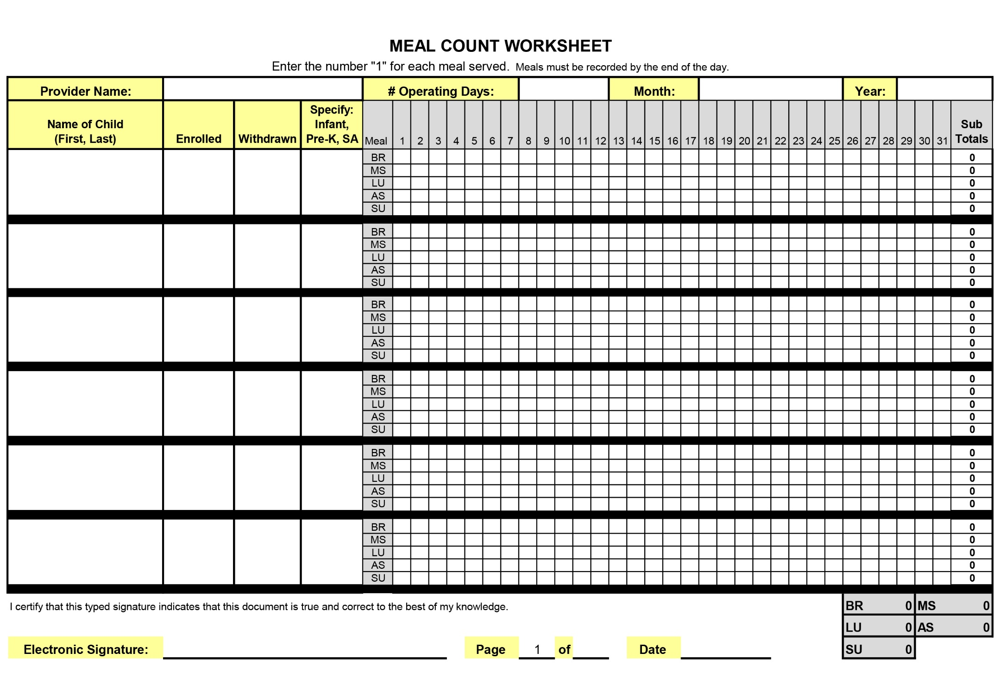 MEAL COUNT WORKSHEET
Enter the number "1" for each meal served. Meals must be recorded by the end of the day.
Provider Name: # Operating Days: Month: Year:
Name of Child (First, Last) Enrolled Withdrawn Specify: Infant, Pre-K, SA Meal 1 2 3 4 5 6 7 8 9 10 11 12 13 14 15 16 17 18 19 20 21 22 23 24 25 26 27 28 29 30 31 Sub Totals
BR 0
MS 0
LU 0
AS 0
SU 0
BR 0
MS 0
LU 0
AS 0
SU 0
BR 0
MS 0
LU 0
AS 0
SU 0
BR 0
MS 0
LU 0
AS 0
SU 0
BR 0
MS 0
LU 0
AS 0
SU 0
BR 0
MS 0
LU 0
AS 0
SU 0
I certify that this typed signature indicates that this document is true and correct to the best of my knowledge.
BR 0 MS 0
LU 0 AS 0
Electronic Signature: Page 1 of Date SU 0